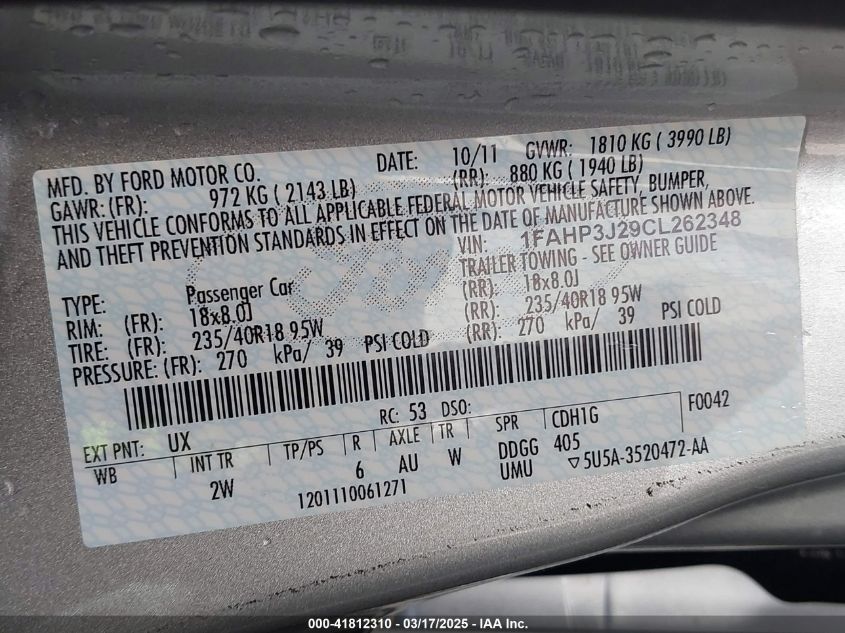 MFD. BY FORD MOTOR CO. DATE: 10/11 GVWR: 1810 KG ( 3990 LB)
GAWR: (FR): 972 KG ( 2143 LB) (RR): 880 KG ( 1940 LB)
THIS VEHICLE CONFORMS TO ALL APPLICABLE FEDERAL MOTOR VEHICLE SAFETY, BUMPER,
AND THEFT PREVENTION STANDARDS IN EFFECT ON THE DATE OF MANUFACTURE SHOWN ABOVE.
VIN: 1FAHP3J29CL262348
TRAILER TOWING - SEE OWNER GUIDE
TYPE: Passenger Car
RIM: (FR): 18x8.0J (RR): 18x8.0J
TIRE: (FR): 235/40R18 95W (RR): 235/40R18 95W
PRESSURE: (FR): 270 kPa/ 39 PSI COLD (RR): 270 kPa/ 39 PSI COLD
EXT PNT: UX RC: 53 DSO: F0042
WB INT TR TP/PS R AXLE TR SPR CDH1G
2W 6 AU W DDGG 405
UMU ▽5U5A-3520472-AA
1201110061271
000-41812310 - 03/17/2025 - IAA Inc.